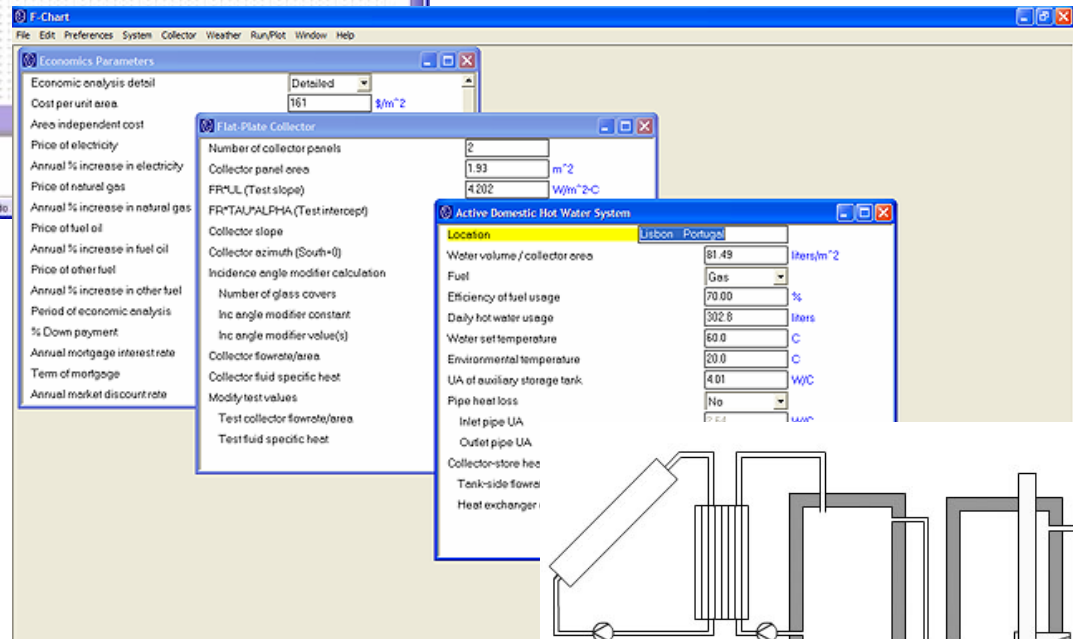 F-Chart
File Edit Preferences System Collector Weather Run/Plot Window Help
Economics Parameters
Economic analysis detail Detailed
Cost per unit area 161 $/m^2
Area independent cost
Price of electricity
Annual % increase in electricity
Price of natural gas
Annual % increase in natural gas
Price of fuel oil
Annual % increase in fuel oil
Price of other fuel
Annual % increase in other fuel
Period of economic analysis
% Down payment
Annual mortgage interest rate
Term of mortgage
Annual market discount rate
Flat-Plate Collector
Number of collector panels 2
Collector panel area 1.93 m^2
FR*UL (Test slope) 4.202 W/m^2-C
FR*TAU*ALPHA (Test intercept)
Collector slope
Collector azimuth (South=0)
Incidence angle modifier calculation
Number of glass covers
Inc angle modifier constant
Inc angle modifier value(s)
Collector flowrate/area
Collector fluid specific heat
Modify test values
Test collector flowrate/area
Test fluid specific heat
Active Domestic Hot Water System
Location Lisbon Portugal
Water volume / collector area 81.49 liters/m^2
Fuel Gas
Efficiency of fuel usage 70.00 %
Daily hot water usage 302.8 liters
Water set temperature 60.0 C
Environmental temperature 20.0 C
UA of auxiliary storage tank 4.01 W/C
Pipe heat loss No
Inlet pipe UA W/C
Outlet pipe UA
Collector-store hea
Tank-side flowra
Heat exchanger